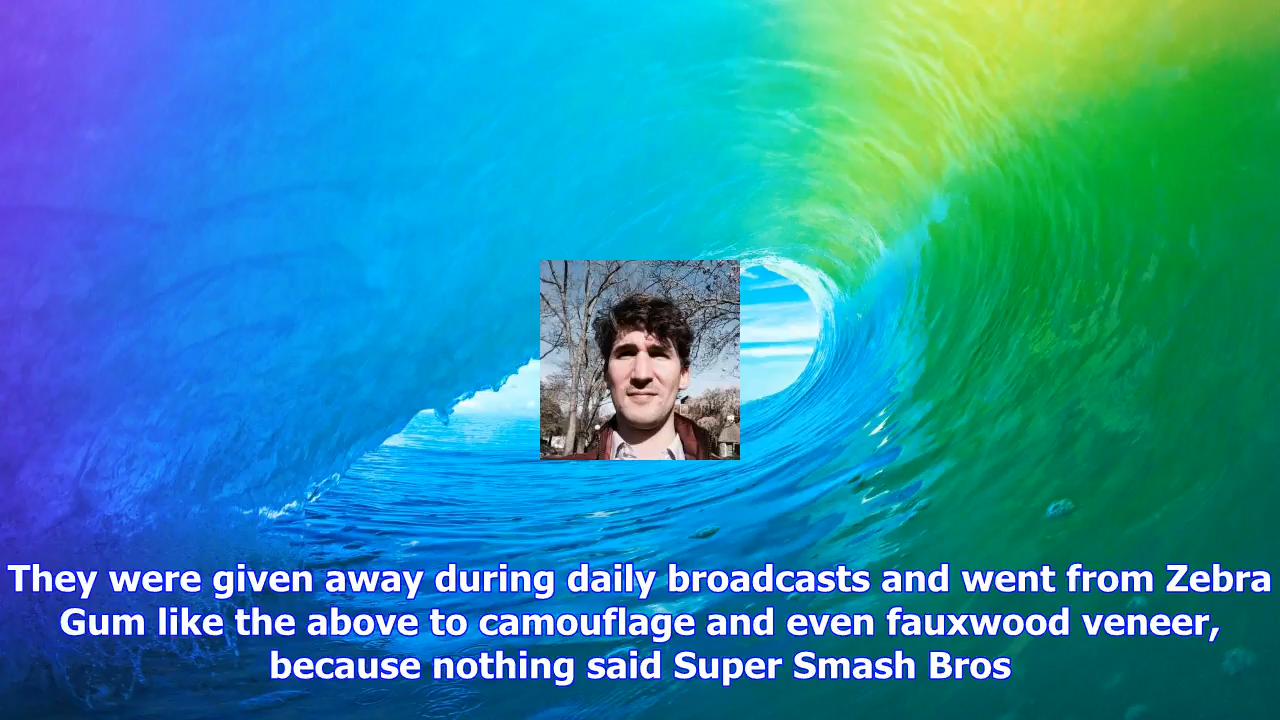 They were given away during daily broadcasts and went from Zebra
Gum like the above to camouflage and even fauxwood veneer,
because nothing said Super Smash Bros